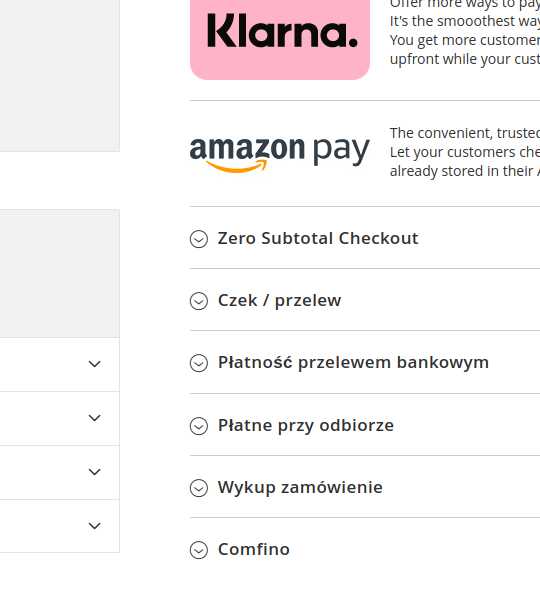 Klarna.
Offer more ways to pay
It's the smooothest way
You get more customer
upfront while your cust
amazon pay
The convenient, trusted
Let your customers che
already stored in their
Zero Subtotal Checkout
Czek / przelew
Płatność przelewem bankowym
Płatne przy odbiorze
Wykup zamówienie
Comfino